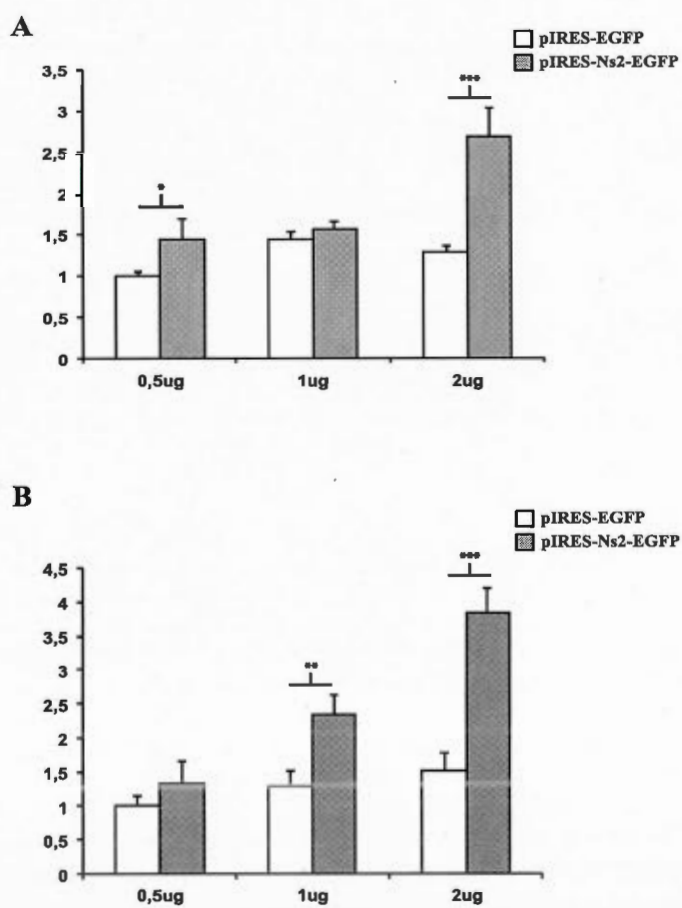 A
pIRES-EGFP
pIRES-Ns2-EGFP
3,5
3
2,5
2
1,5
1
0,5
0
*
***
0,5ug 1ug 2ug
B
pIRES-EGFP
pIRES-Ns2-EGFP
4,5
4
3,5
3
2,5
2
1,5
1
0,5
0
**
***
0,5ug 1ug 2ug